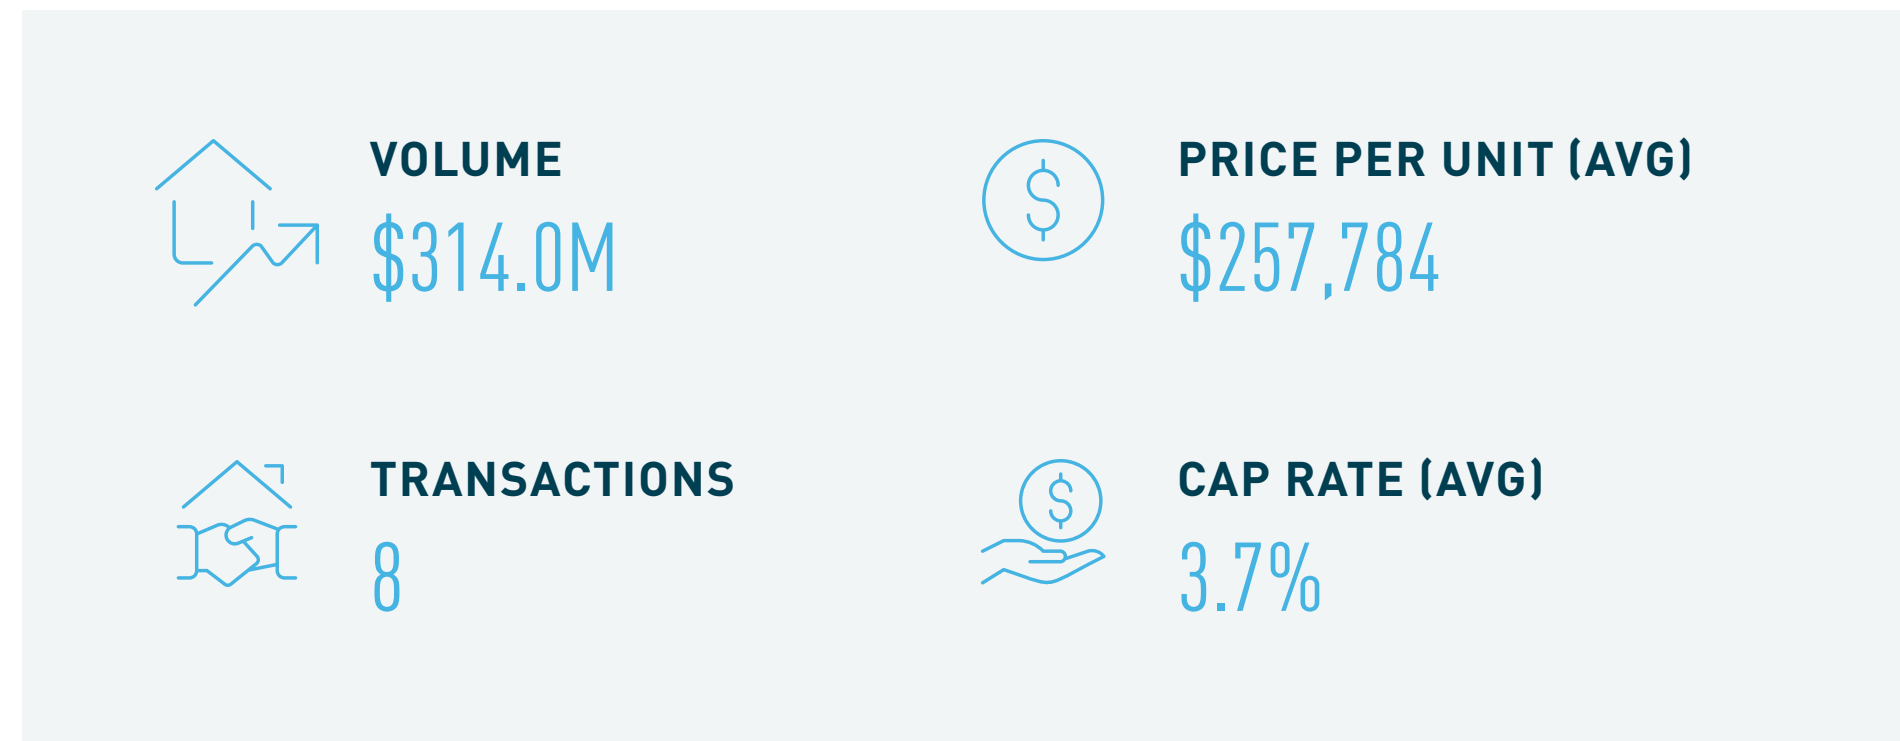 VOLUME
$314.0M
PRICE PER UNIT (AVG)
$257,784
TRANSACTIONS
8
CAP RATE (AVG)
3.7%